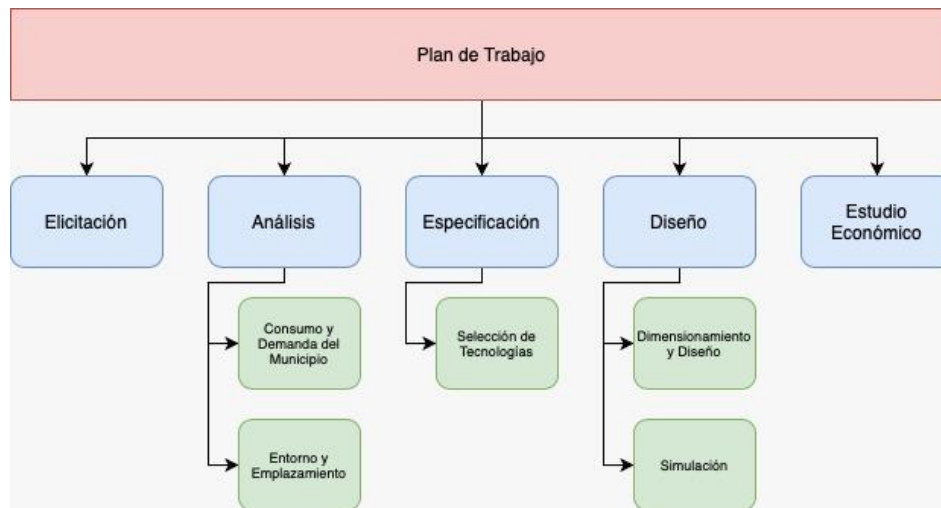 Plan de Trabajo
Elicitación
Análisis
Especificación
Diseño
Estudio
Económico
Consumo y
Demanda del
Municipio
Selección de
Tecnologías
Dimensionamiento
y Diseño
Entorno y
Emplazamiento
Simulación